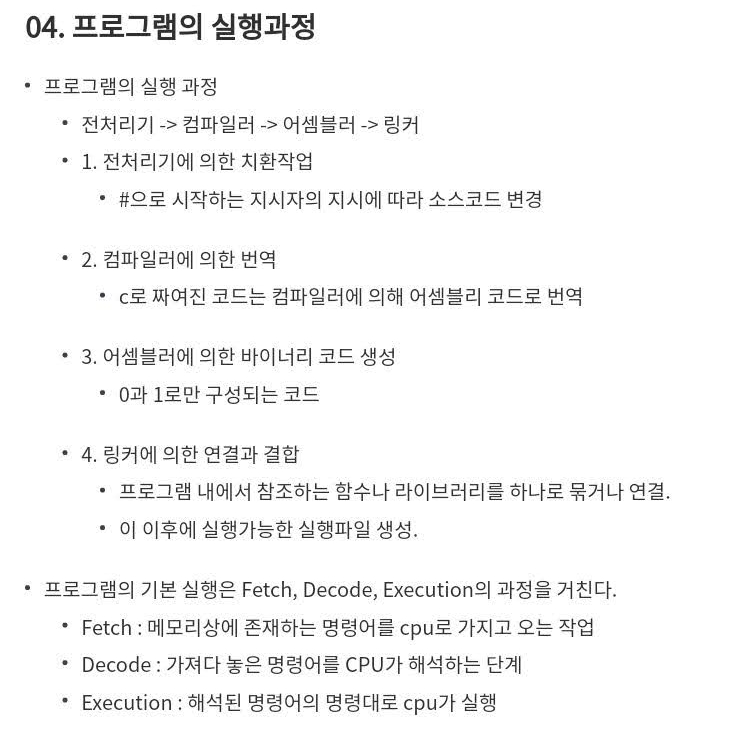 04. 프로그램의 실행과정
• 프로그램의 실행 과정
• 전처리기 -> 컴파일러 -> 어셈블러 -> 링커
• 1. 전처리기에 의한 치환작업
• #으로 시작하는 지시자의 지시에 따라 소스코드 변경
• 2. 컴파일러에 의한 번역
• c로 짜여진 코드는 컴파일러에 의해 어셈블리 코드로 번역
• 3. 어셈블러에 의한 바이너리 코드 생성
• 0과 1로만 구성되는 코드
• 4. 링커에 의한 연결과 결합
• 프로그램 내에서 참조하는 함수나 라이브러리를 하나로 묶거나 연결.
• 이 이후에 실행가능한 실행파일 생성.
• 프로그램의 기본 실행은 Fetch, Decode, Execution의 과정을 거친다.
• Fetch : 메모리상에 존재하는 명령어를 cpu로 가지고 오는 작업
• Decode : 가져다 놓은 명령어를 CPU가 해석하는 단계
• Execution : 해석된 명령어의 명령대로 cpu가 실행